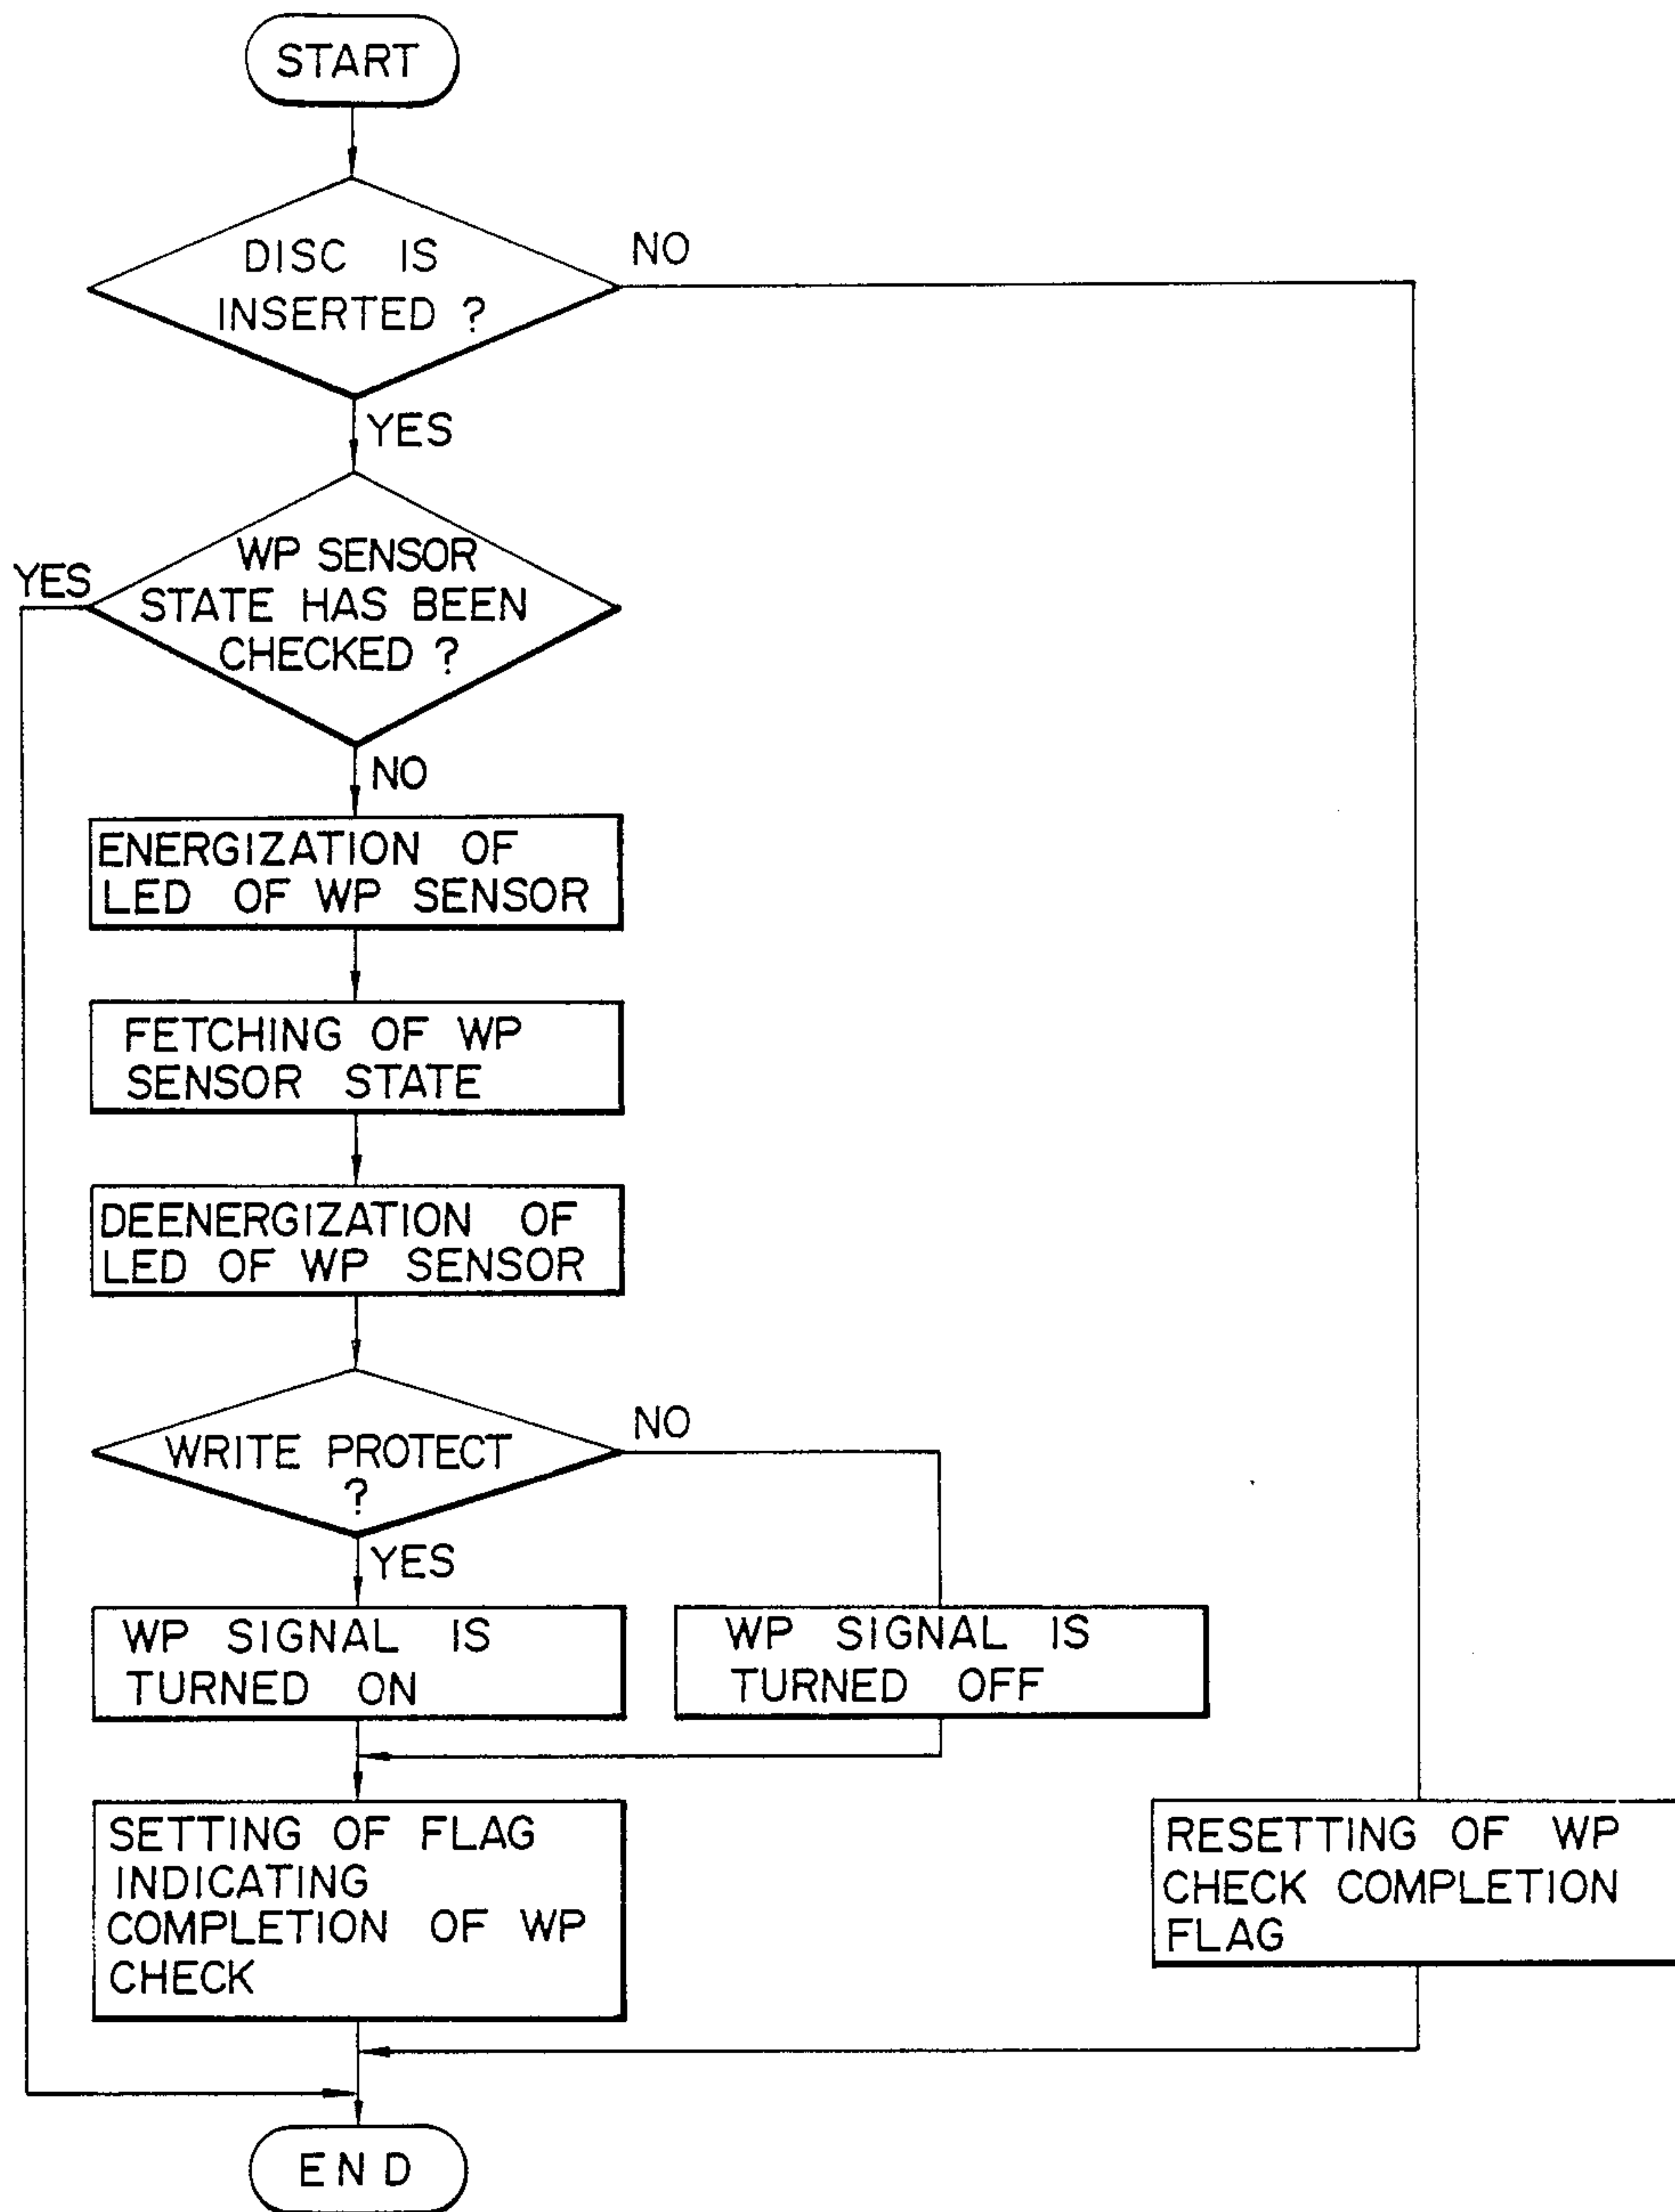 START
DISC IS
INSERTED ?
NO
YES
WP SENSOR
STATE HAS BEEN
CHECKED ?
YES
NO
ENERGIZATION OF
LED OF WP SENSOR
FETCHING OF WP
SENSOR STATE
DEENERGIZATION OF
LED OF WP SENSOR
WRITE PROTECT
?
NO
YES
WP SIGNAL IS
TURNED ON
WP SIGNAL IS
TURNED OFF
SETTING OF FLAG
INDICATING
COMPLETION OF WP
CHECK
RESETTING OF WP
CHECK COMPLETION
FLAG
END